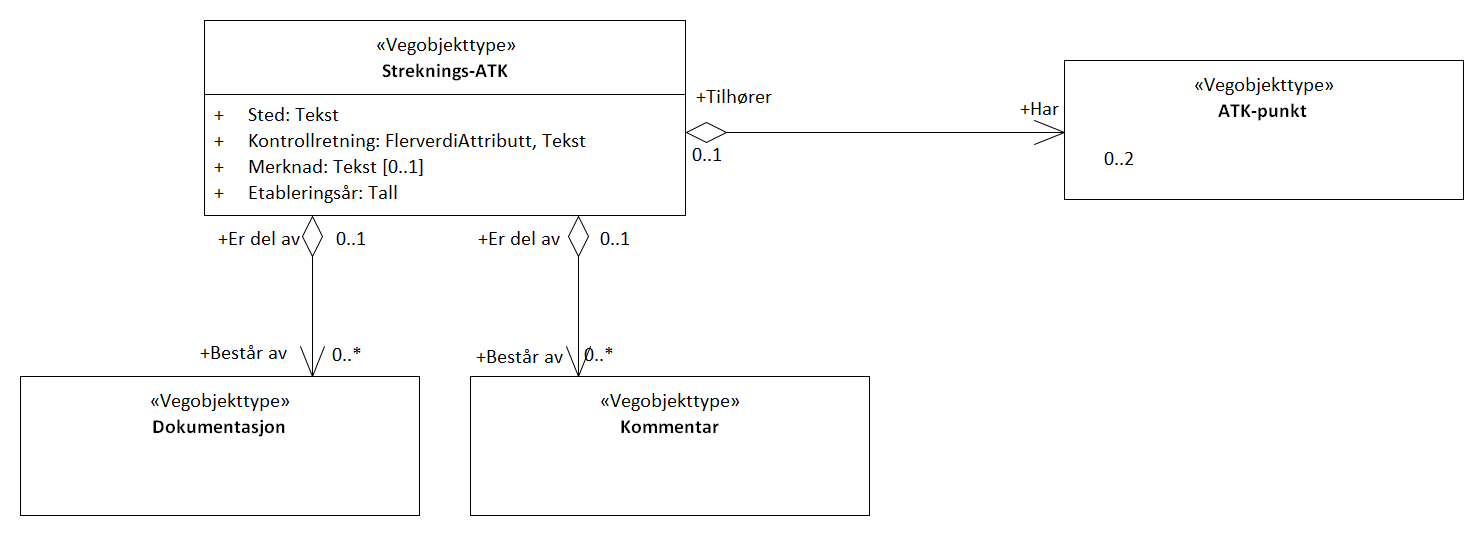 «Vegobjekttype»
Streknings-ATK
+ Sted: Tekst
+ Kontrollretning: FlerverdiAttributt, Tekst
+ Merknad: Tekst [0..1]
+ Etableringsår: Tall
+Tilhører
0..1
+Har
«Vegobjekttype»
ATK-punkt
0..2
+Er del av
0..1
+Er del av
0..1
+Består av
0..*
+Består av
0..*
«Vegobjekttype»
Dokumentasjon
«Vegobjekttype»
Kommentar